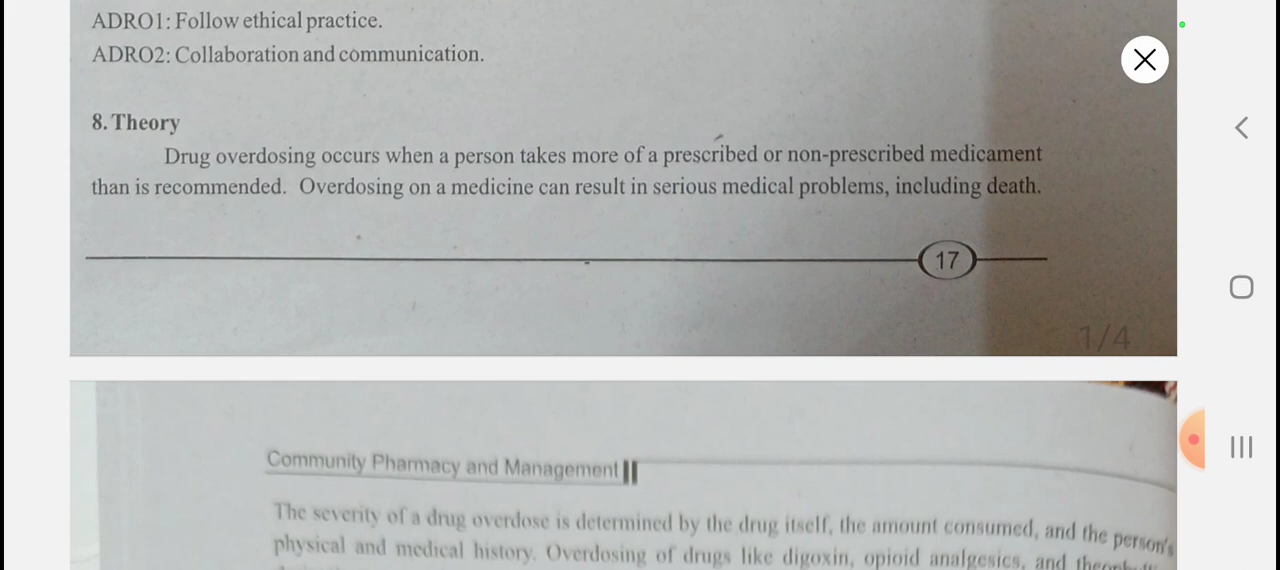 ADRO1: Follow ethical practice.
ADRO2: Collaboration and communication.
8. Theory
Drug overdosing occurs when a person takes more of a prescribed or non-prescribed medicament
than is recommended. Overdosing on a medicine can result in serious medical problems, including death.
17
1/4
Community Pharmacy and Management
The severity of a drug overdose is determined by the drug itself, the amount consumed, and the person's
physical and medical history. Overdosing of drugs like digoxin, opioid analgesics, and